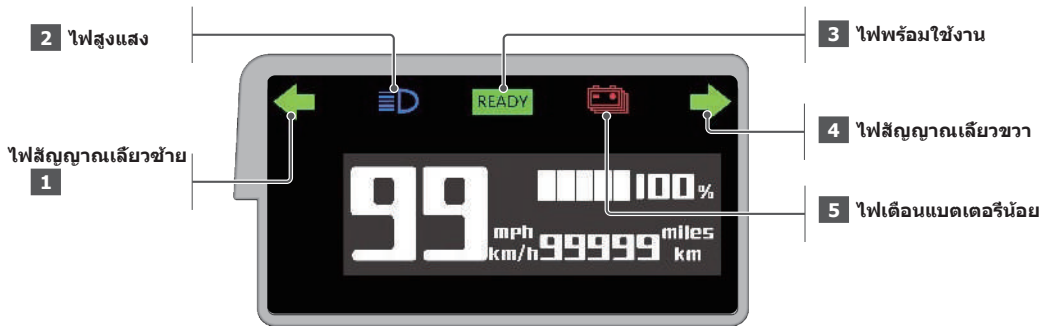 2 ไฟสูงแสง
3 ไฟพร้อมใช้งาน
READY
4 ไฟสัญญาณเลี้ยวขวา
ไฟสัญญาณเลี้ยวซ้าย
1
99 mph km/h
100%
99999 miles km
5 ไฟเตือนแบตเตอรี่น้อย